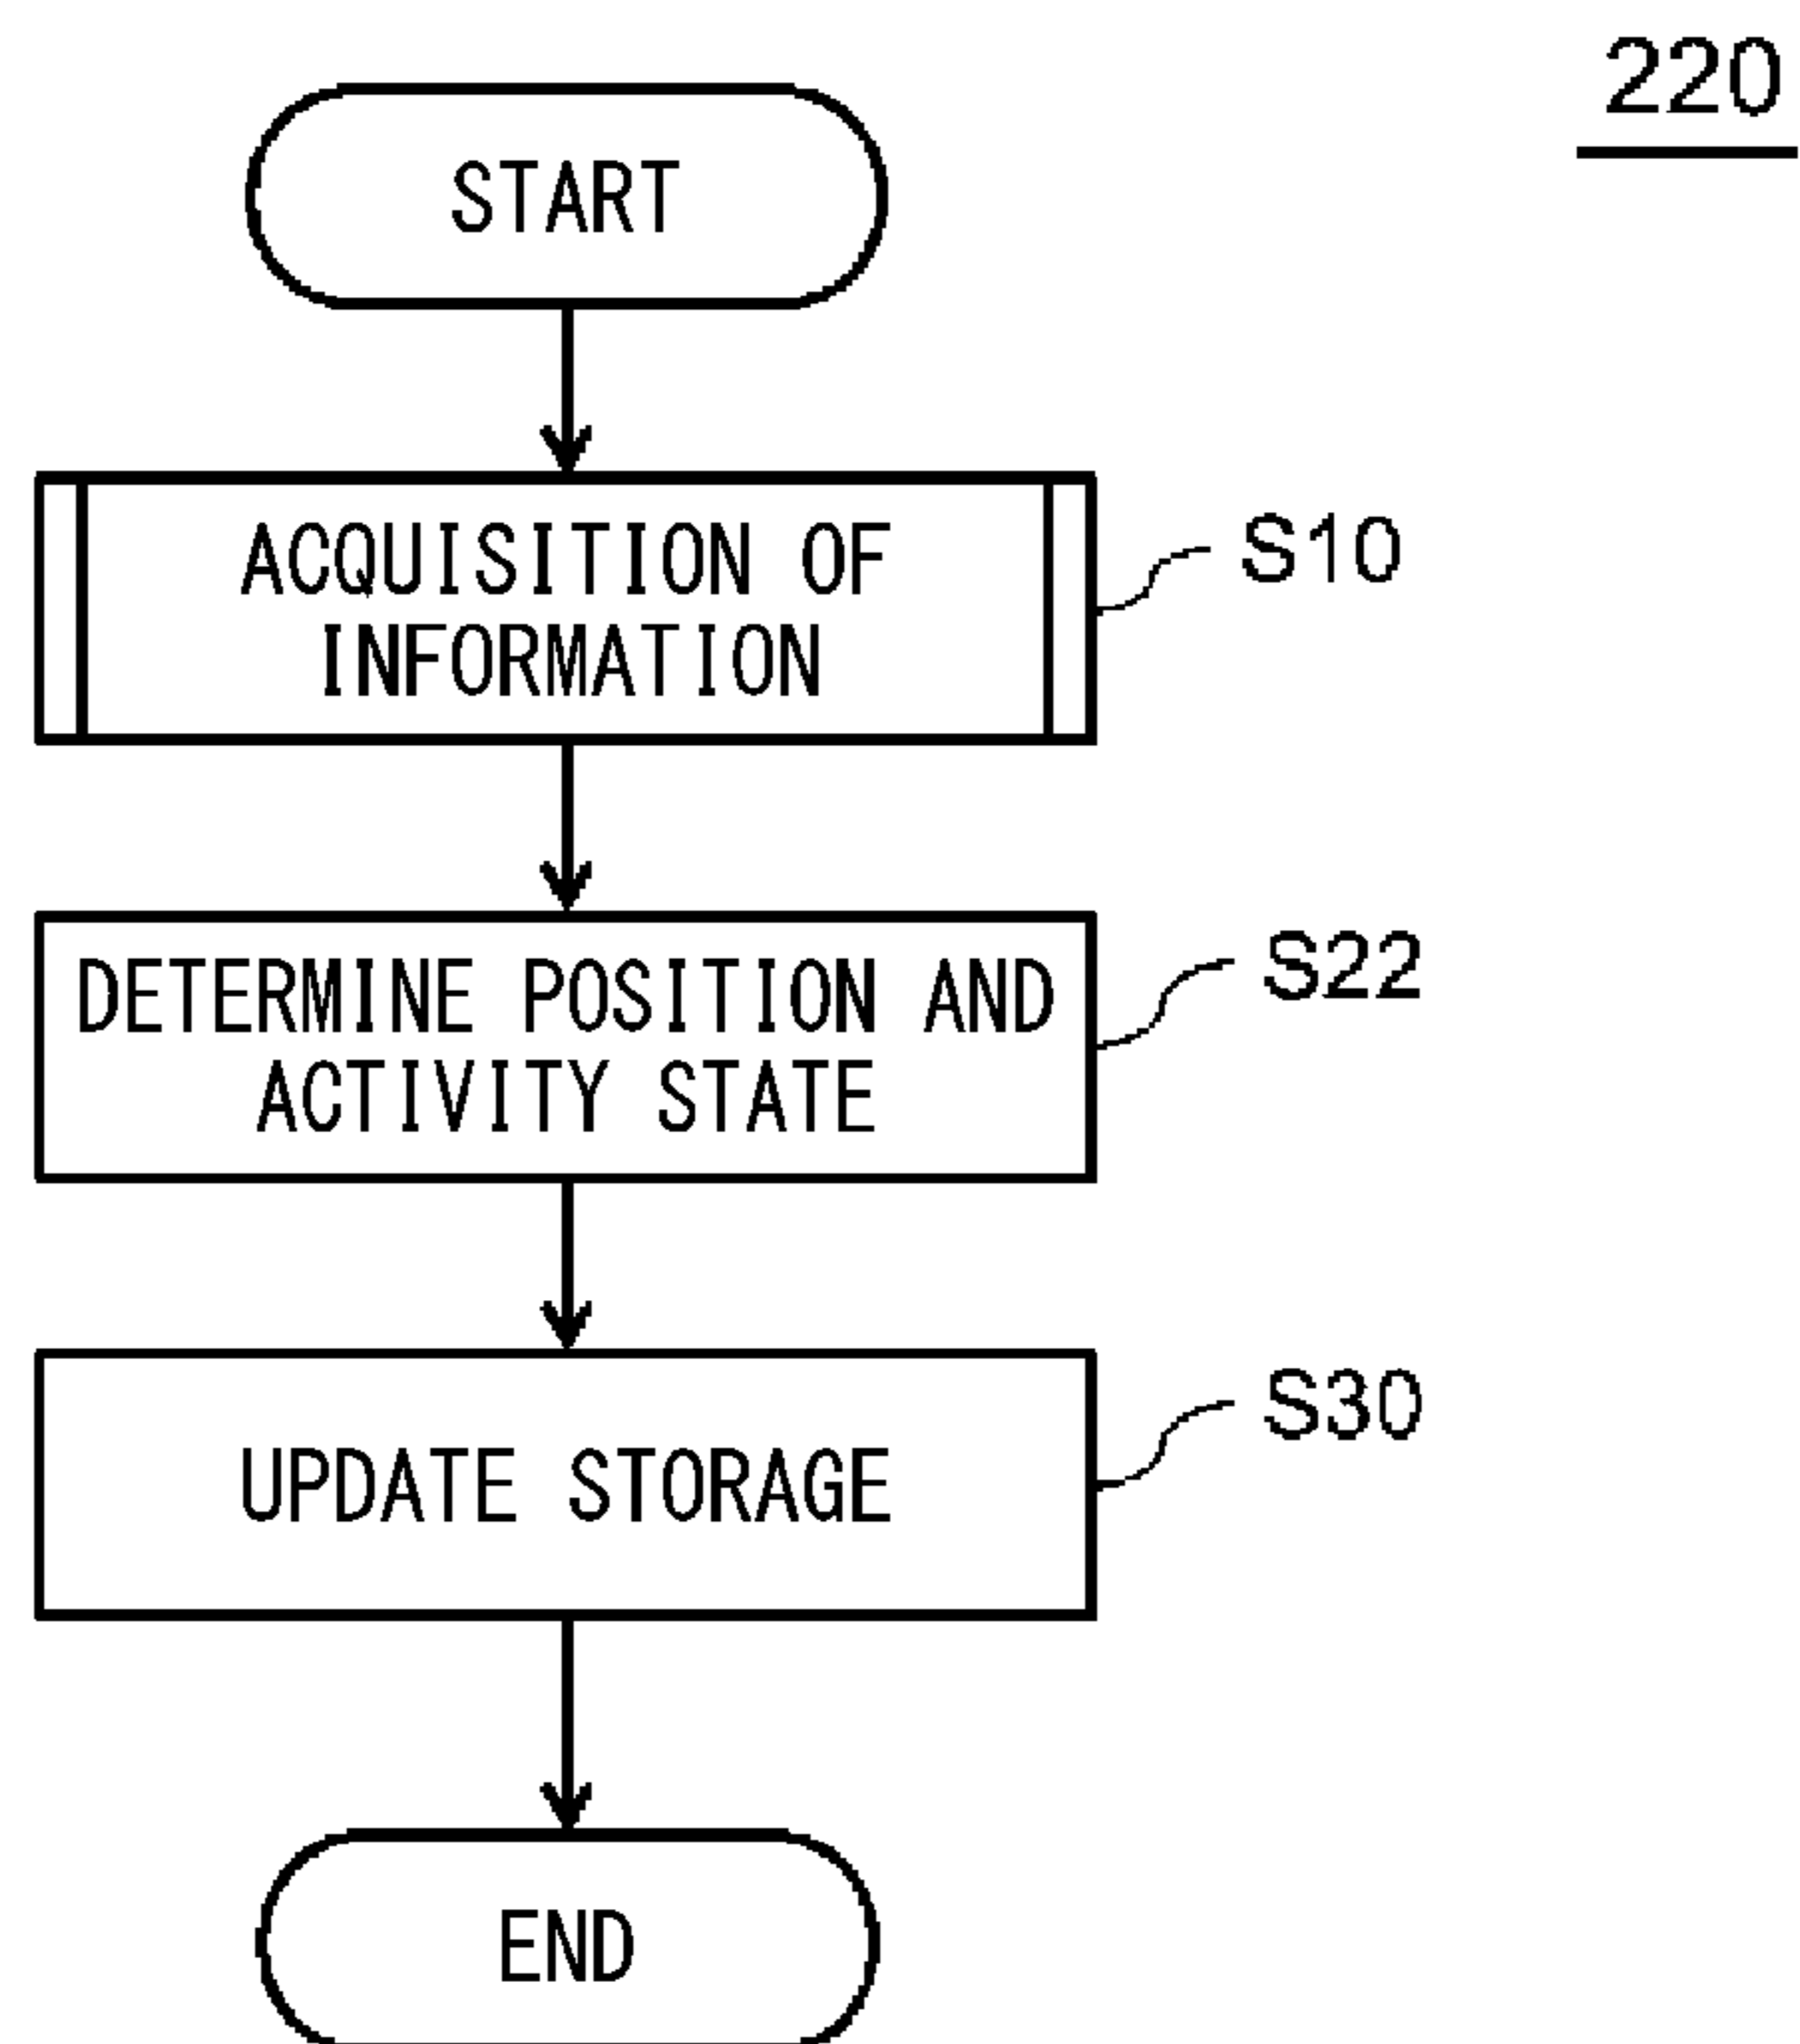 220
START
ACQUISITION OF
INFORMATION
S10
DETERMINE POSITION AND
ACTIVITY STATE
S22
UPDATE STORAGE
S30
END